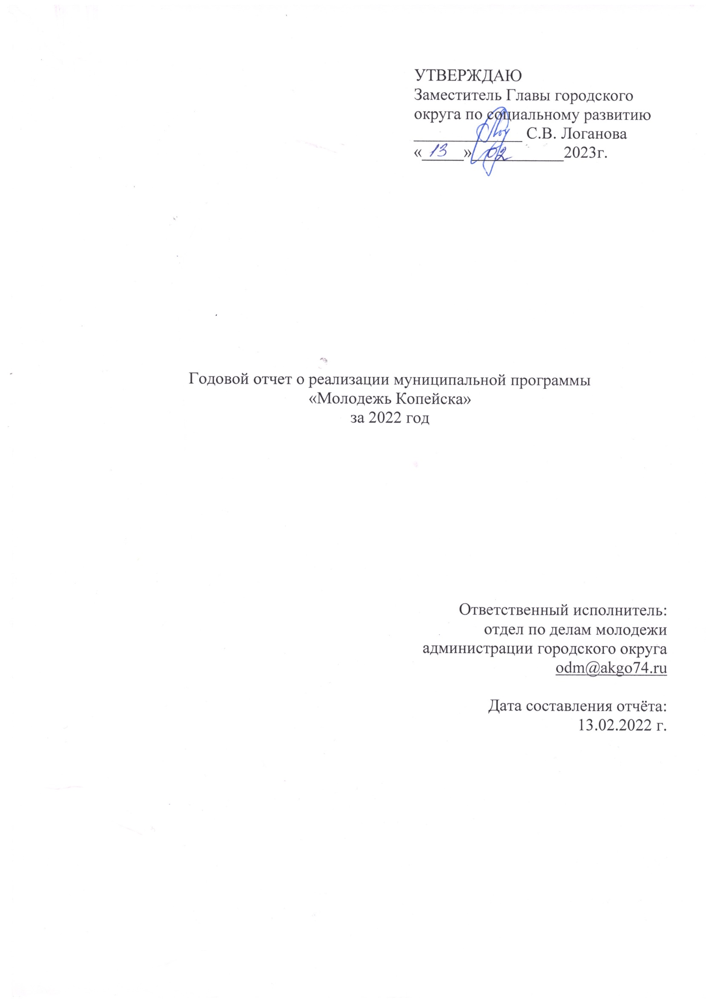 УТВЕРЖДАЮ
Заместитель Главы городского
округа по социальному развитию
_____________ С.В. Логанова
«13» 02 2023г.
Годовой отчет о реализации муниципальной программы
«Молодежь Копейска»
за 2022 год
Ответственный исполнитель:
отдел по делам молодежи
администрации городского округа
odm@akgo74.ru
Дата составления отчёта:
13.02.2022 г.